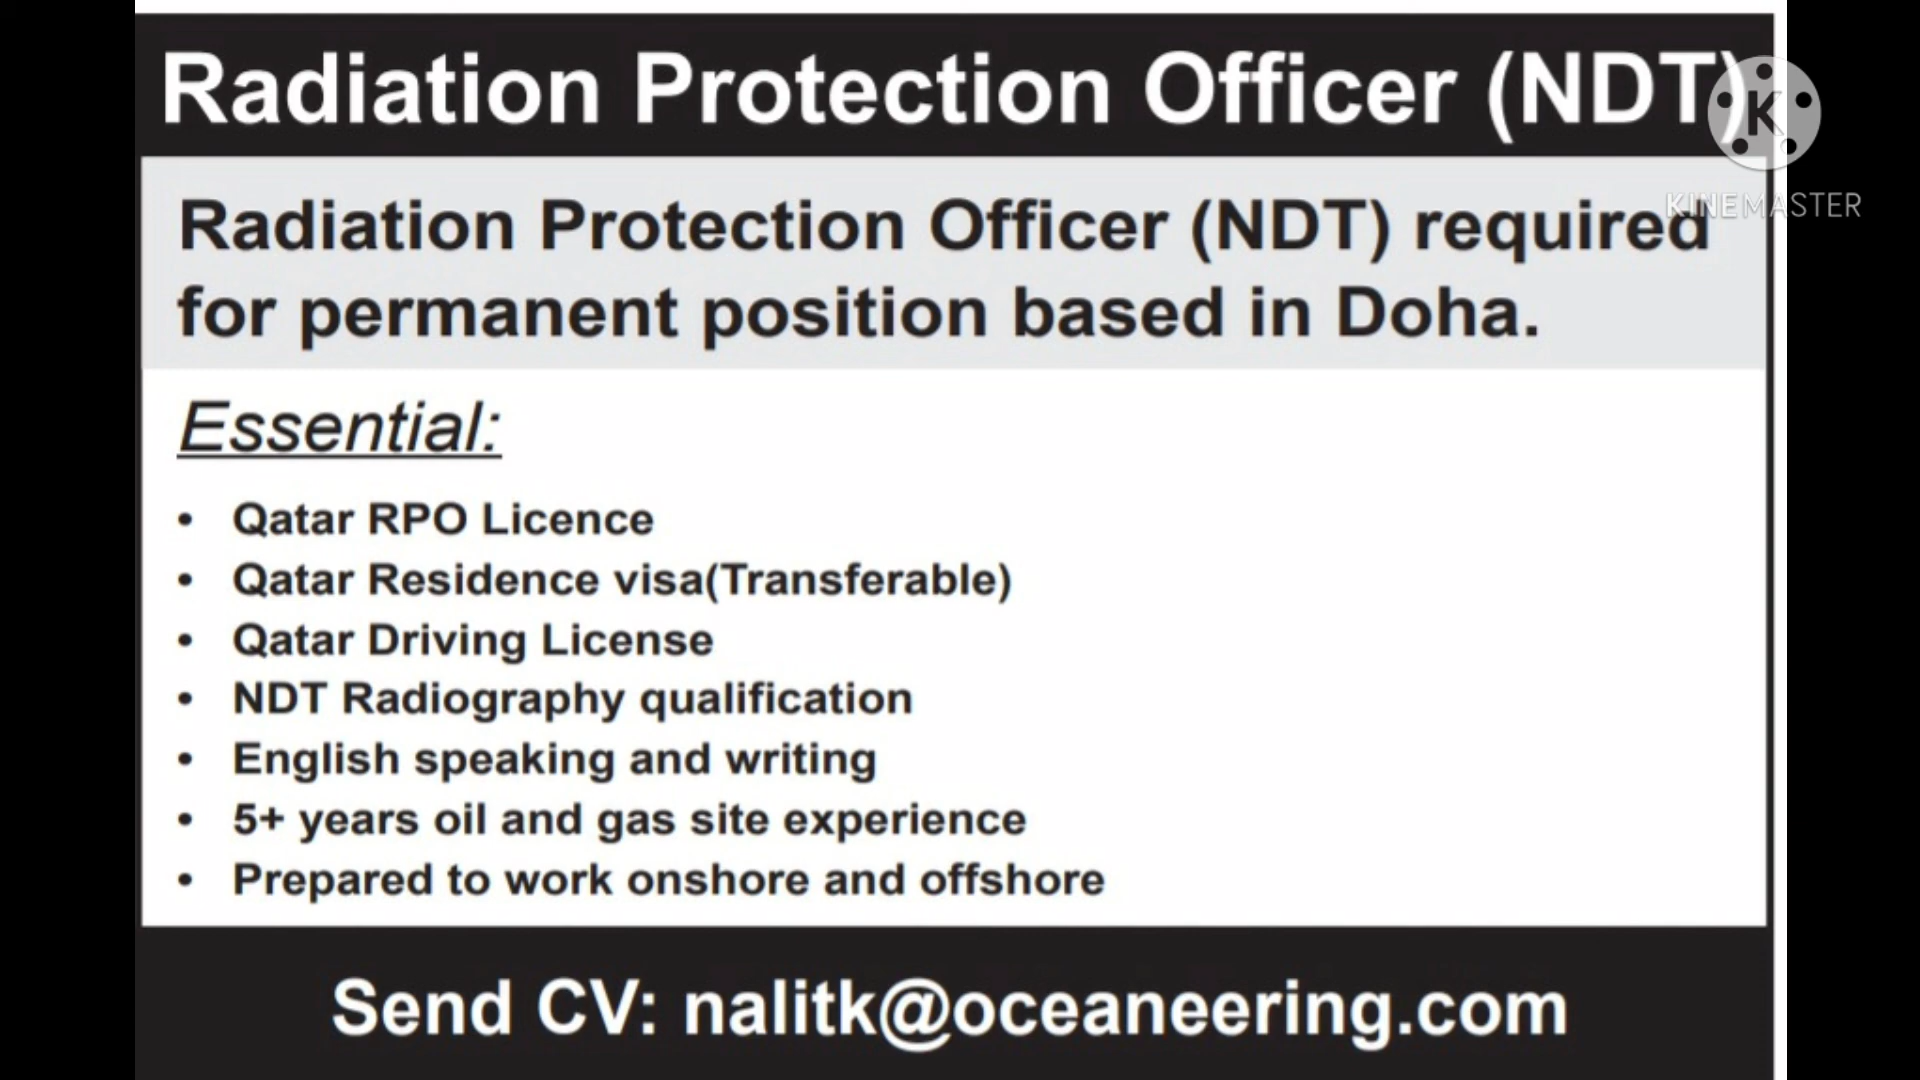 Radiation Protection Officer (NDT)
KINEMASTER
Radiation Protection Officer (NDT) required
for permanent position based in Doha.
Essential:
• Qatar RPO Licence
• Qatar Residence visa(Transferable)
• Qatar Driving License
• NDT Radiography qualification
• English speaking and writing
• 5+ years oil and gas site experience
• Prepared to work onshore and offshore
Send CV: nalitk@oceaneering.com